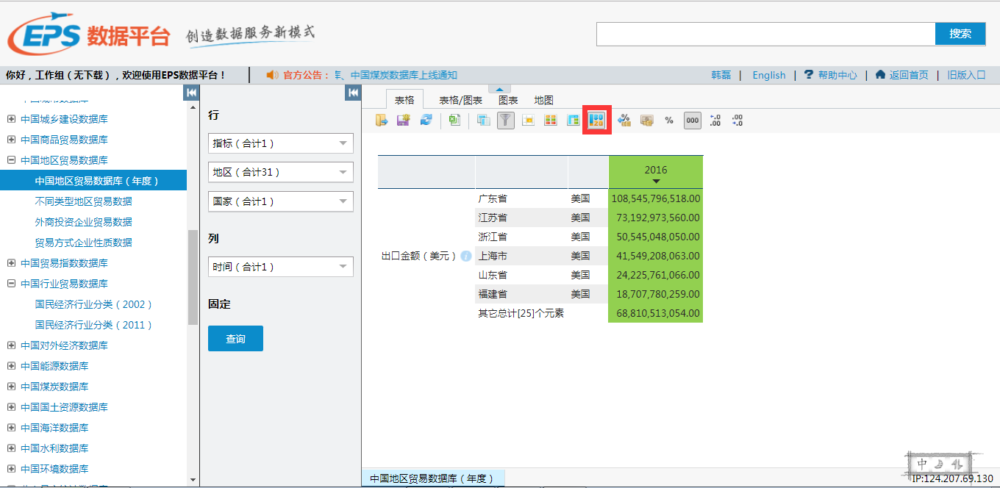 EPS 数据平台 创造数据服务新模式
搜索
你好，工作组（无下载），欢迎使用EPS数据平台！
官方公告： 库、中国煤炭数据库上线通知
韩磊 | English | ? 帮助中心 | 返回首页 | 旧版入口
中国城乡建设数据库
中国商品贸易数据库
中国地区贸易数据库
中国地区贸易数据库（年度）
不同类型地区贸易数据
外商投资企业贸易数据
贸易方式企业性质数据
中国贸易指数数据库
中国行业贸易数据库
国民经济行业分类（2002）
国民经济行业分类（2011）
中国对外经济数据库
中国能源数据库
中国煤炭数据库
中国国土资源数据库
中国海洋数据库
中国水利数据库
中国环境数据库
行
指标（合计1）
地区（合计31）
国家（合计1）
列
时间（合计1）
固定
查询
表格 表格/图表 图表 地图
80 20 % % 000 +.0 .00 .00 +.0
2016
广东省 美国 108,545,796,518.00
江苏省 美国 73,192,973,560.00
浙江省 美国 50,545,048,050.00
出口金额（美元） i 上海市 美国 41,549,208,063.00
山东省 美国 24,225,761,066.00
福建省 美国 18,707,780,259.00
其它总计[25]个元素 68,810,513,054.00
中
中国地区贸易数据库（年度）
IP:124.207.69.130